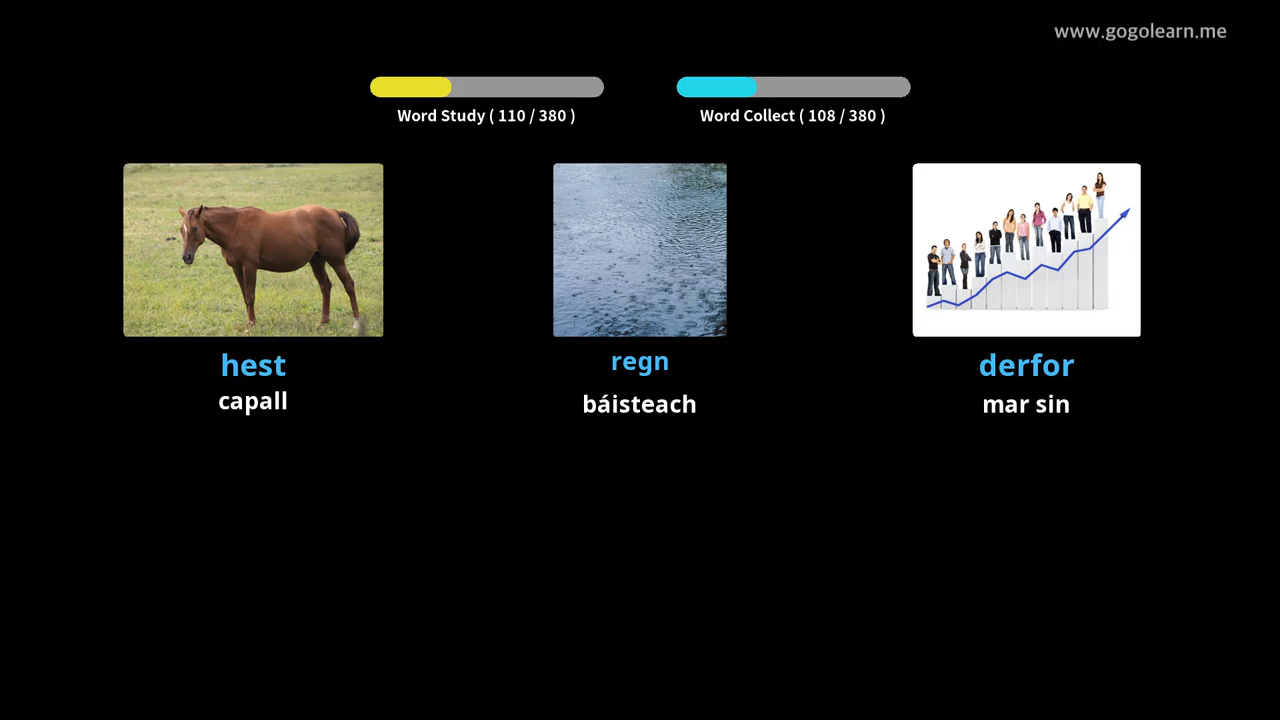 www.gogolearn.me
Word Study ( 110 / 380 )
Word Collect ( 108 / 380 )
hest
capall
regn
báisteach
derfor
mar sin